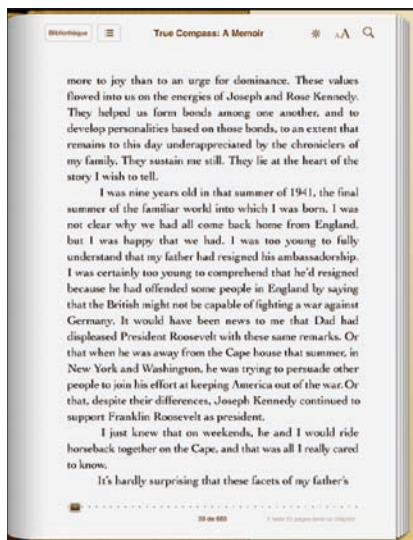 Bibliothèque
True Compass: A Memoir
AA
more to joy than to an urge for dominance. These values
flowed into us on the energies of Joseph and Rose Kennedy.
They helped us form bonds among one another, and to
develop personalities based on those bonds, to an extent that
remains to this day underappreciated by the chroniclers of
my family. They sustain me still. They lie at the heart of the
story I wish to tell.
I was nine years old in that summer of 1941, the final
summer of the familiar world into which I was born. I was
not clear why we had all come back home from England,
but I was happy that we had. I was too young to fully
understand that my father had resigned his ambassadorship.
I was certainly too young to comprehend that he'd resigned
because he had offended some people in England by saying
that the British might not be capable of fighting a war against
Germany. It would have been news to me that Dad had
displeased President Roosevelt with these same remarks. Or
that when he was away from the Cape house that summer, in
New York and Washington, he was trying to persuade other
people to join his effort at keeping America out of the war. Or
that, despite their differences, Joseph Kennedy continued to
support Franklin Roosevelt as president.
I just knew that on weekends, he and I would ride
horseback together on the Cape, and that was all I really cared
to know.
It's hardly surprising that these facets of my father's
de
pages dans ce chapitre